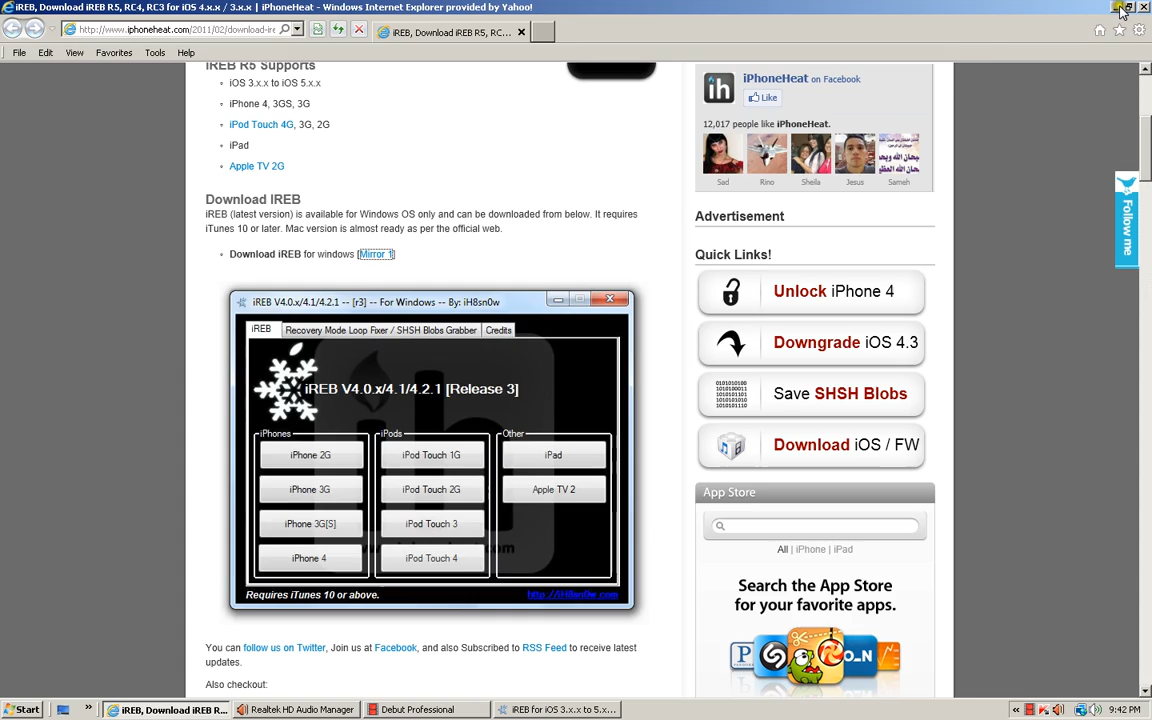 iREB, Download iREB R5, RC4, RC3 for iOS 4.x.x / 3.x.x | iPhoneHeat - Windows Internet Explorer provided by Yahoo!
http://www.iphoneheat.com/2011/02/download-ire
iREB, Download iREB R5, RC...
File Edit View Favorites Tools Help
iREB R5 Supports
iOS 3.x.x to iOS 5.x.x
iPhone 4, 3GS, 3G
iPod Touch 4G, 3G, 2G
iPad
Apple TV 2G
Download IREB
iREB (latest version) is available for Windows OS only and can be downloaded from below. It requires
iTunes 10 or later. Mac version is almost ready as per the official web.
Download iREB for windows [Mirror 1]
iREB V4.0.x/4.1/4.2.1 -- [r3] -- For Windows -- By: iH8sn0w
iREB Recovery Mode Loop Fixer / SHSH Blobs Grabber Credits
iREB V4.0.x/4.1/4.2.1 [Release 3]
iPhones iPods Other
iPhone 2G iPod Touch 1G iPad
iPhone 3G iPod Touch 2G Apple TV 2
iPhone 3G[S] iPod Touch 3
iPhone 4 iPod Touch 4
Requires iTunes 10 or above. http://iH8sn0w.com
You can follow us on Twitter, Join us at Facebook, and also Subscribed to RSS Feed to receive latest
updates.
Also checkout:
ih
iPhoneHeat on Facebook
Like
12,017 people like iPhoneHeat.
Sad Rino Sheila Jesus Sameh
Advertisement
Quick Links!
Unlock iPhone 4
Downgrade iOS 4.3
Save SHSH Blobs
Download iOS / FW
App Store
All | iPhone | iPad
Search the App Store
for your favorite apps.
Follow me
Start
iREB, Download iREB R...
Realtek HD Audio Manager
Debut Professional
iREB for iOS 3.x.x to 5.x...
9:42 PM